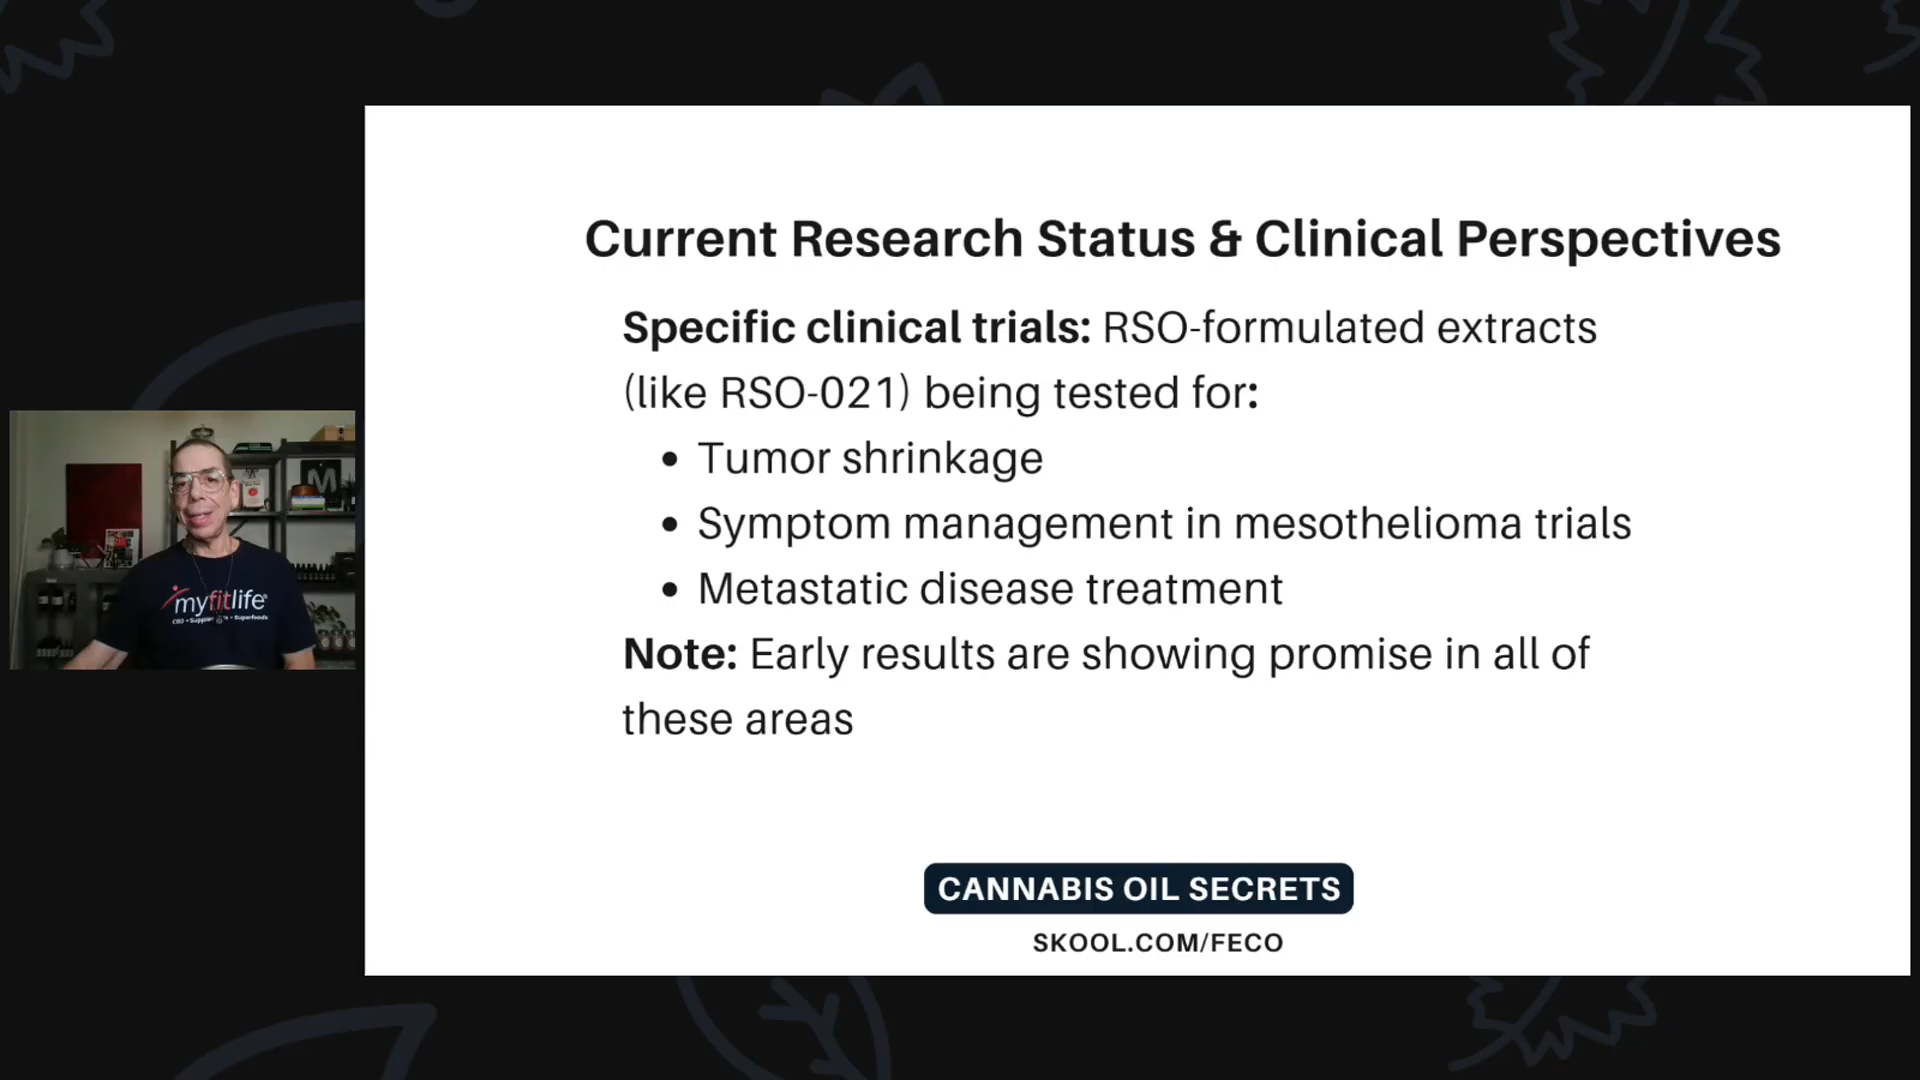 Current Research Status & Clinical Perspectives
Specific clinical trials: RSO-formulated extracts
(like RSO-021) being tested for:
• Tumor shrinkage
• Symptom management in mesothelioma trials
• Metastatic disease treatment
Note: Early results are showing promise in all of
these areas
CANNABIS OIL SECRETS
SKOOL.COM/FECO
myfitlife
M